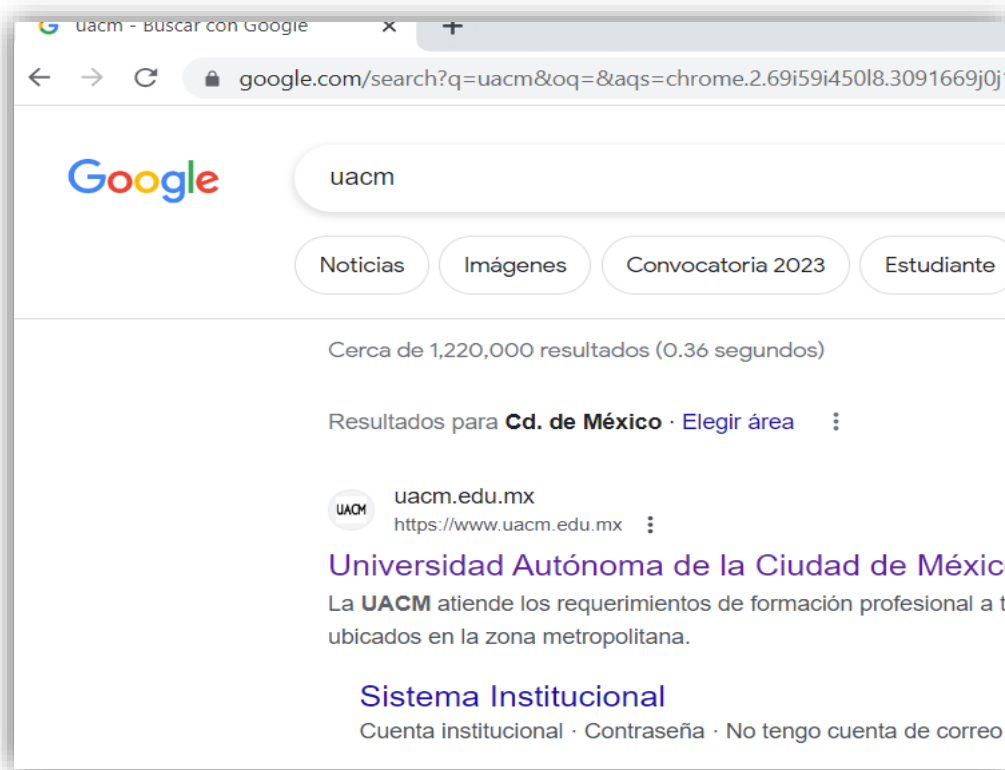 uacm - Buscar con Google
google.com/search?q=uacm&oq=&aqs=chrome.2.69i59i450l8.3091669j0j1
Google
uacm
Noticias Imágenes Convocatoria 2023 Estudiante
Cerca de 1,220,000 resultados (0.36 segundos)
Resultados para Cd. de México · Elegir área
UACM
uacm.edu.mx
https://www.uacm.edu.mx
Universidad Autónoma de la Ciudad de Méxic
La UACM atiende los requerimientos de formación profesional a t
ubicados en la zona metropolitana.
Sistema Institucional
Cuenta institucional · Contraseña · No tengo cuenta de correo